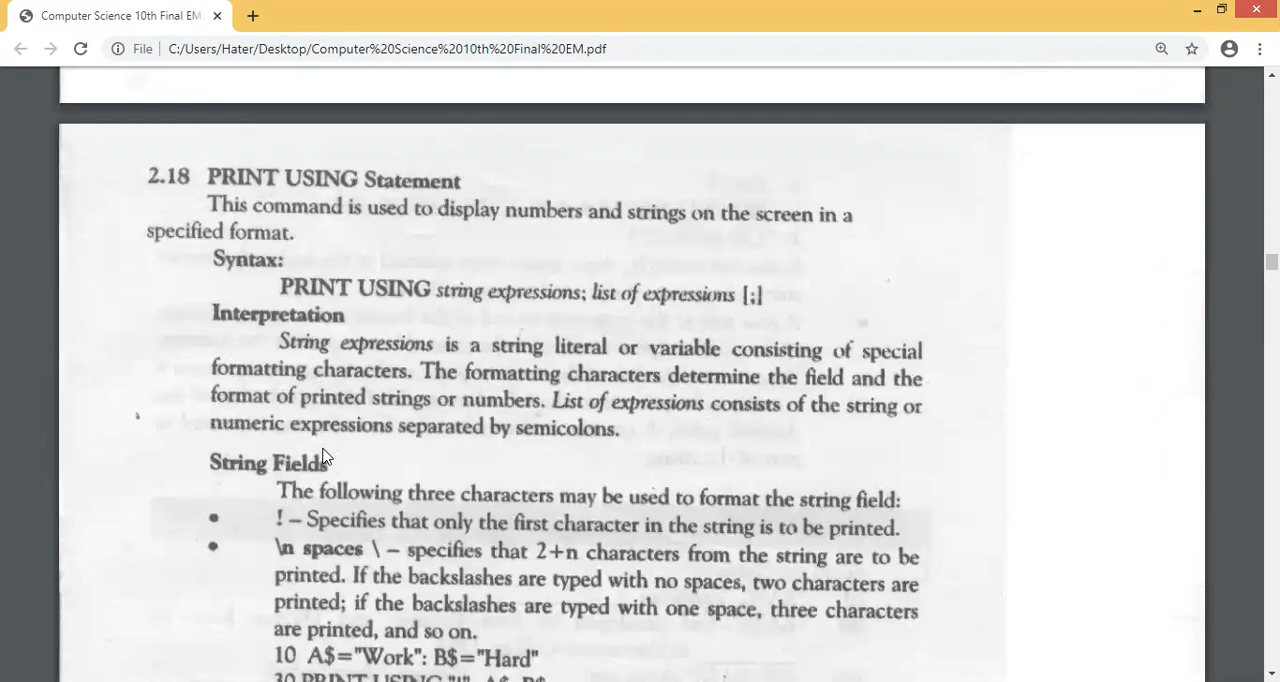 Computer Science 10th Final EM.
File
C:/Users/Hater/Desktop/Computer%20Science%2010th%20Final%20EM.pdf
2.18 PRINT USING Statement
This command is used to display numbers and strings on the screen in a
specified format.
Syntax:
PRINT USING string expressions; list of expressions [;]
Interpretation
String expressions is a string literal or variable consisting of special
formatting characters. The formatting characters determine the field and the
format of printed strings or numbers. List of expressions consists of the string or
numeric expressions separated by semicolons.
String Fields
The following three characters may be used to format the string field:
• ! – Specifies that only the first character in the string is to be printed.
• \n spaces \ – specifies that 2+n characters from the string are to be
printed. If the backslashes are typed with no spaces, two characters are
printed; if the backslashes are typed with one space, three characters
are printed, and so on.
10 A$="Work": B$="Hard"
PRINT USING "!"